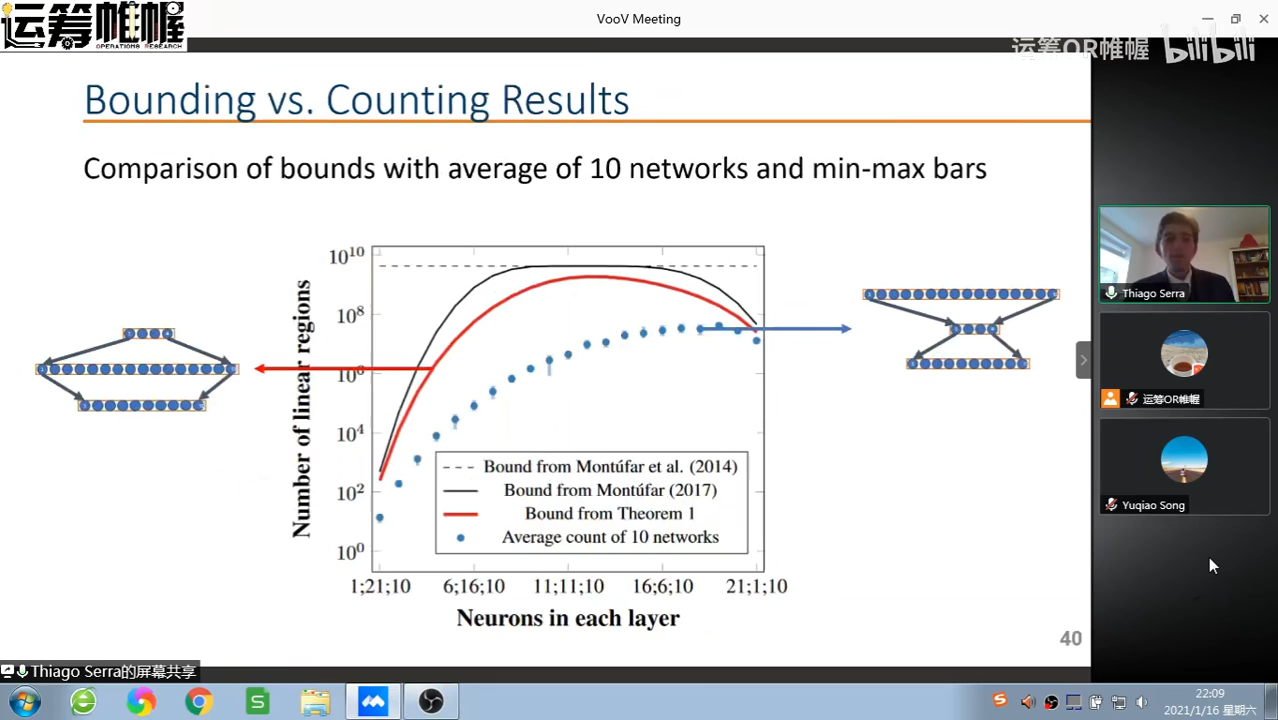 VooV Meeting
运筹帷幄
OPERATIONS RESEARCH
运筹OR帷幄 bilibili
Bounding vs. Counting Results
Comparison of bounds with average of 10 networks and min-max bars
Number of linear regions
10^10
10^8
10^6
10^4
10^2
10^0
Bound from Montúfar et al. (2014)
Bound from Montúfar (2017)
Bound from Theorem 1
Average count of 10 networks
1;21;10 6;16;10 11;11;10 16;6;10 21;1;10
Neurons in each layer
40
Thiago Serra
运筹OR帷幄
Yuqiao Song
Thiago Serra的屏幕共享
22:09
2021/1/16 星期六